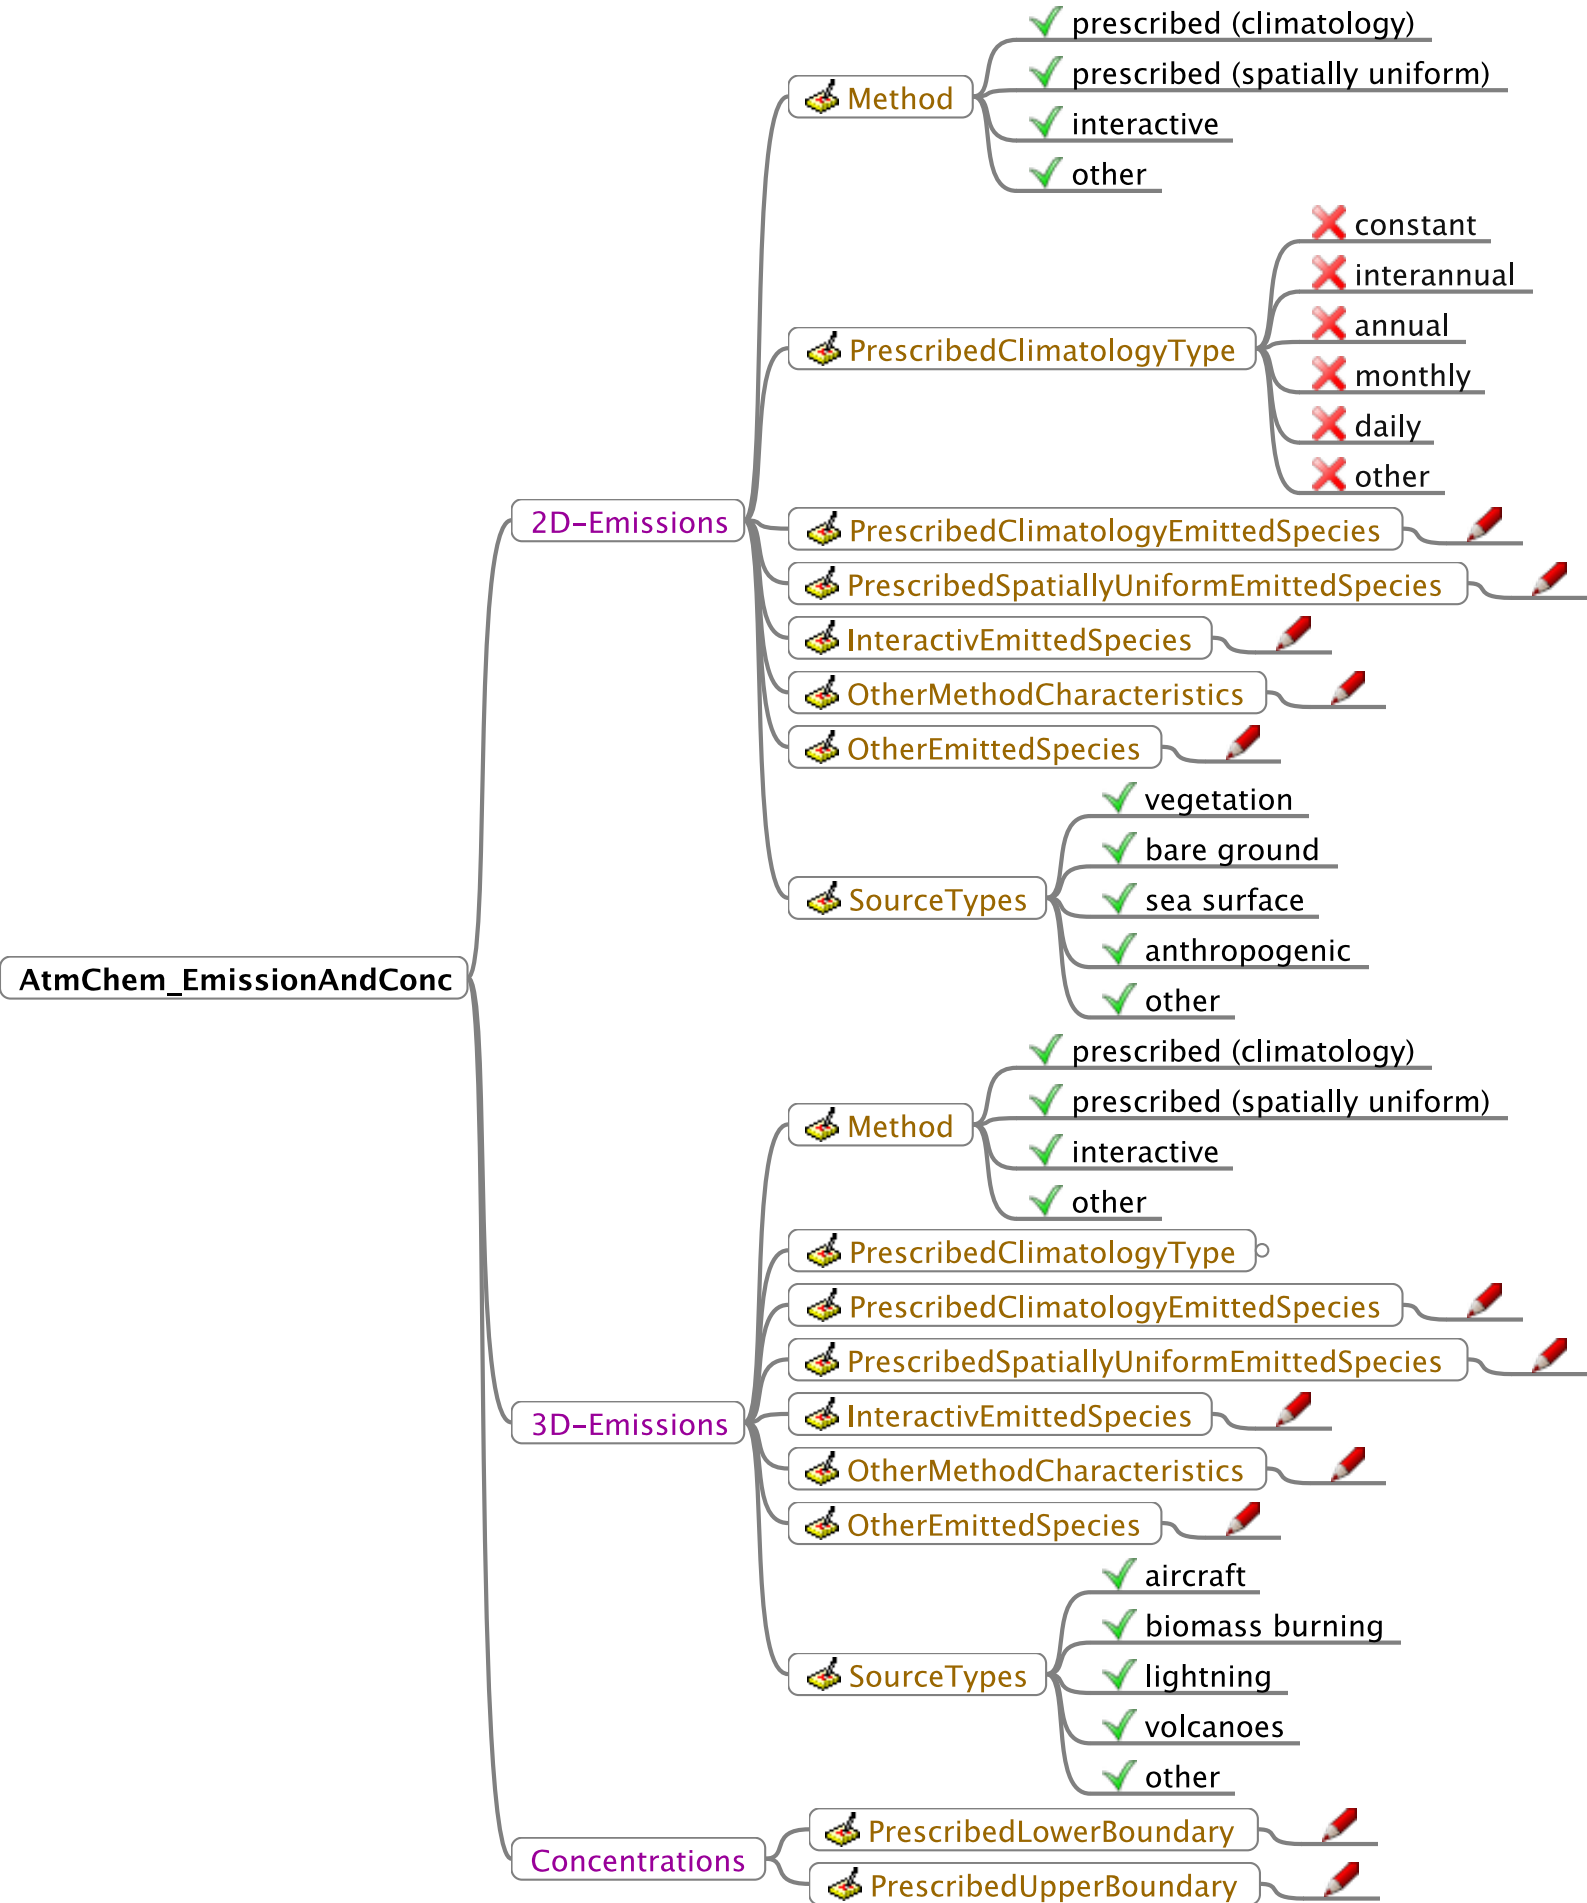 AtmChem_EmissionAndConc
2D-Emissions
Method
prescribed (climatology)
prescribed (spatially uniform)
interactive
other
PrescribedClimatologyType
constant
interannual
annual
monthly
daily
other
PrescribedClimatologyEmittedSpecies
PrescribedSpatiallyUniformEmittedSpecies
InteractivEmittedSpecies
OtherMethodCharacteristics
OtherEmittedSpecies
SourceTypes
vegetation
bare ground
sea surface
anthropogenic
other
3D-Emissions
Method
prescribed (climatology)
prescribed (spatially uniform)
interactive
other
PrescribedClimatologyType
PrescribedClimatologyEmittedSpecies
PrescribedSpatiallyUniformEmittedSpecies
InteractivEmittedSpecies
OtherMethodCharacteristics
OtherEmittedSpecies
SourceTypes
aircraft
biomass burning
lightning
volcanoes
other
Concentrations
PrescribedLowerBoundary
PrescribedUpperBoundary